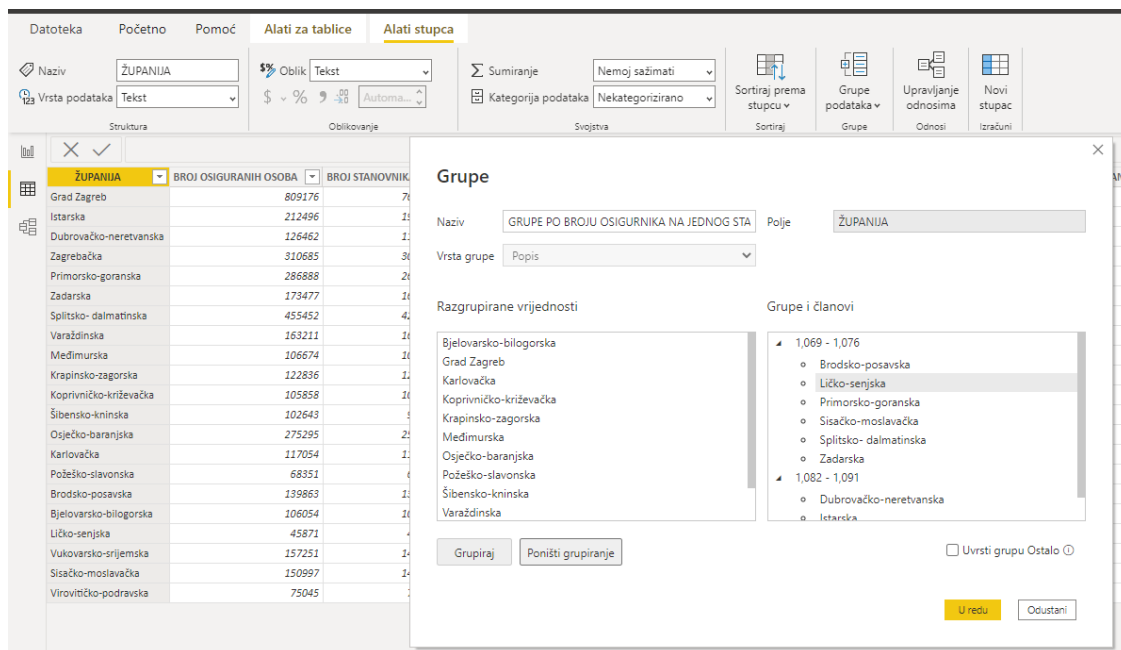 Datoteka Početno Pomoć Alati za tablice Alati stupca
Naziv ŽUPANIJA $% Oblik Tekst Sumiranje Nemoj sažimati
Vrsta podataka Tekst $ % Automa... Kategorija podataka Nekategorizirano
Sortiraj prema stupcu
Grupe podataka
Upravljanje odnosima
Novi stupac
Struktura Oblikovanje Svojstva Sortiraj Grupe Odnosi Izračuni
ŽUPANIJA BROJ OSIGURANIH OSOBA BROJ STANOVNIK
Grad Zagreb 809176
Istarska 212496
Dubrovačko-neretvanska 126462
Zagrebačka 310685
Primorsko-goranska 286888
Zadarska 173477
Splitsko- dalmatinska 455452
Varaždinska 163211
Međimurska 106674
Krapinsko-zagorska 122836
Koprivničko-križevačka 105858
Šibensko-kninska 102643
Osječko-baranjska 275295
Karlovačka 117054
Požeško-slavonska 68351
Brodsko-posavska 139863
Bjelovarsko-bilogorska 106054
Ličko-senjska 45871
Vukovarsko-srijemska 157251
Sisačko-moslavačka 150997
Virovitičko-podravska 75045
Grupe
Naziv GRUPE PO BROJU OSIGURNIKA NA JEDNOG STA Polje ŽUPANIJA
Vrsta grupe Popis
Razgrupirane vrijednosti
Bjelovarsko-bilogorska
Grad Zagreb
Karlovačka
Koprivničko-križevačka
Krapinsko-zagorska
Međimurska
Osječko-baranjska
Požeško-slavonska
Šibensko-kninska
Varaždinska
Grupe i članovi
1,069 - 1,076
Brodsko-posavska
Ličko-senjska
Primorsko-goranska
Sisačko-moslavačka
Splitsko- dalmatinska
Zadarska
1,082 - 1,091
Dubrovačko-neretvanska
Istarska
Grupiraj Poništi grupiranje
Uvrsti grupu Ostalo
U redu Odustani